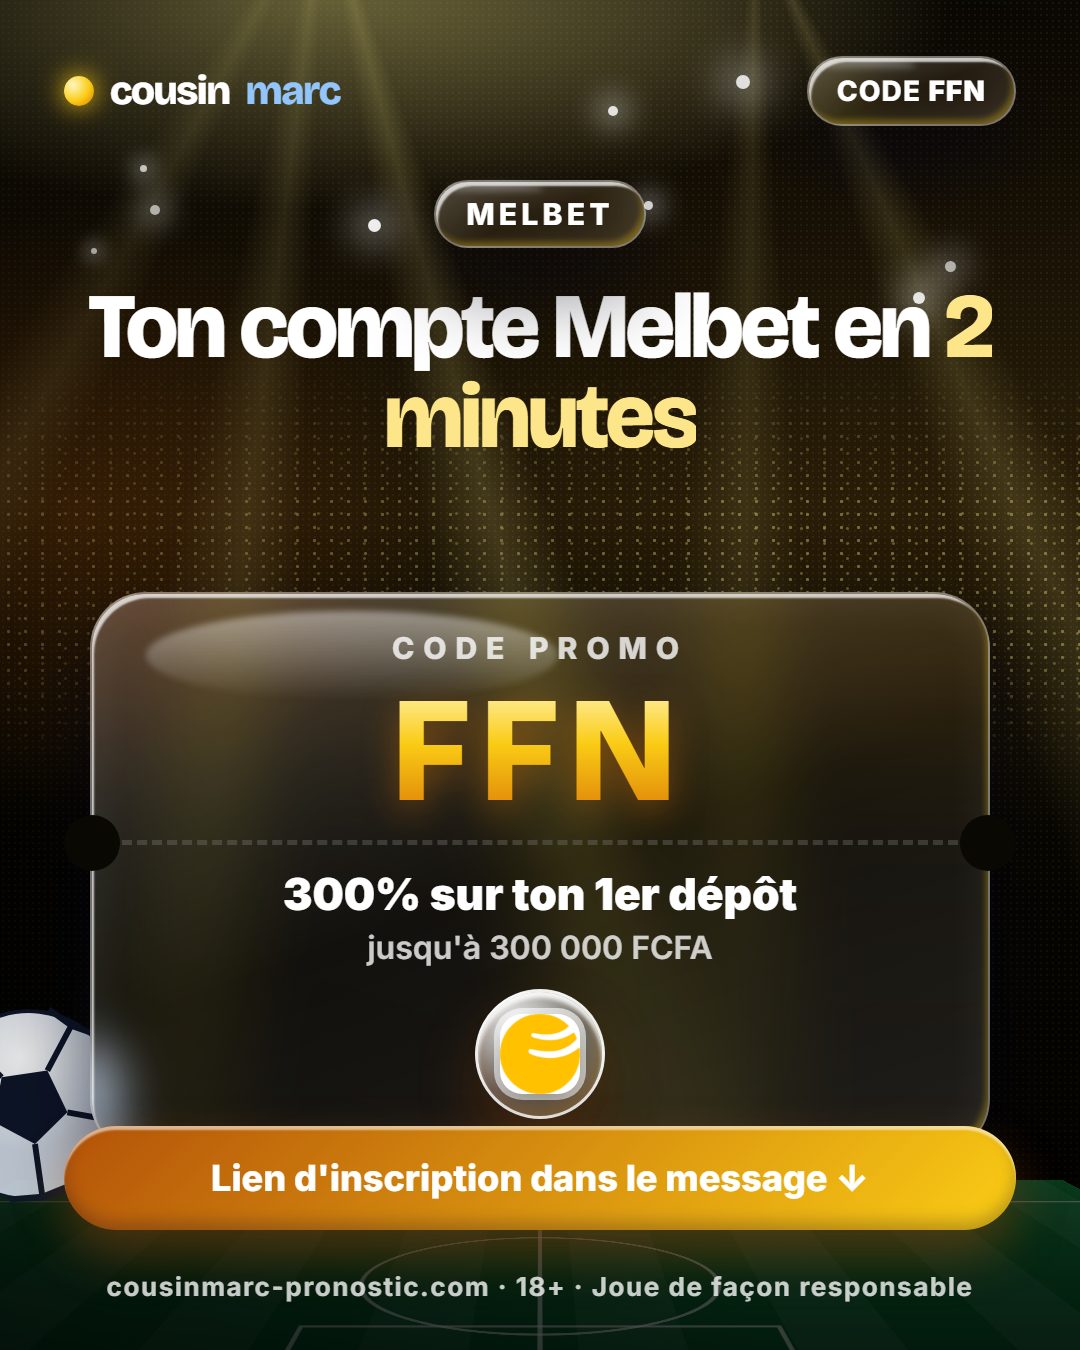 cousin marc
CODE FFN
MELBET
Ton compte Melbet en 2
minutes
CODE PROMO
FFN
300% sur ton 1er dépôt
jusqu'à 300 000 FCFA
Lien d'inscription dans le message ↓
cousinmarc-pronostic.com · 18+ · Joue de façon responsable